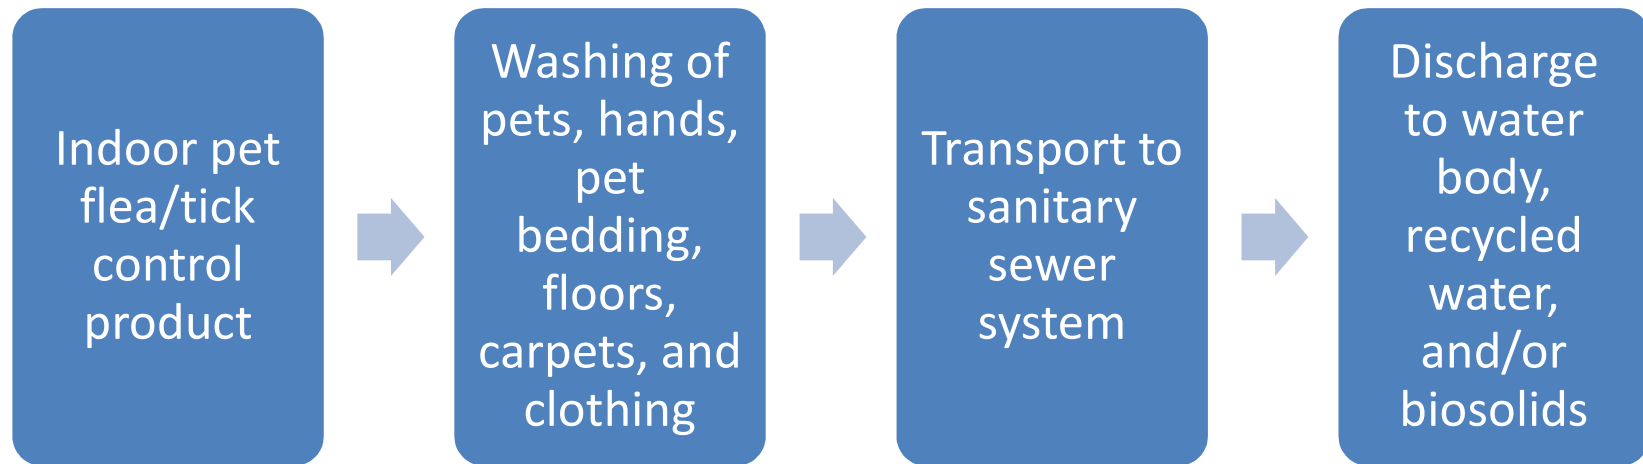 Indoor pet
flea/tick
control
product
Washing of
pets, hands,
pet
bedding,
floors,
carpets, and
clothing
Transport to
sanitary
sewer
system
Discharge
to water
body,
recycled
water,
and/or
biosolids